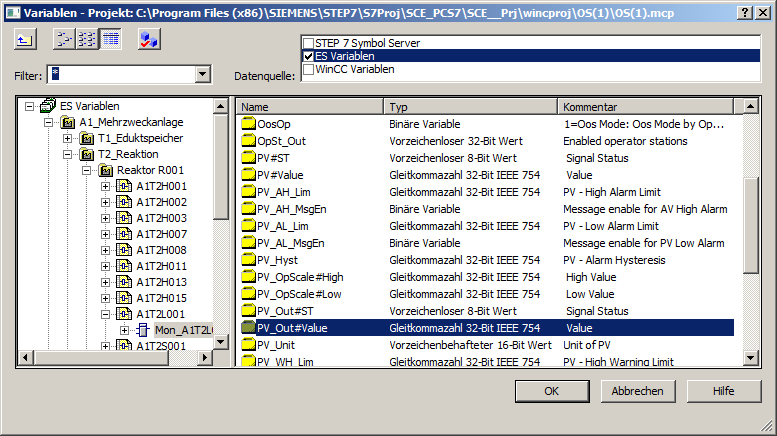 Variablen - Projekt: C:\Program Files (x86)\SIEMENS\STEP7\S7Proj\SCE_PCS7\SCE__Prj\wincproj\OS(1)\OS(1).mcp
STEP 7 Symbol Server
ES Variablen
WinCC Variablen
Filter: *
Datenquelle:
ES Variablen
A1_Mehrzweckanlage
T1_Eduktspeicher
T2_Reaktion
Reaktor R001
A1T2H001
A1T2H002
A1T2H003
A1T2H007
A1T2H008
A1T2H011
A1T2H013
A1T2H015
A1T2L001
Mon_A1T2L
A1T2S001
Name Typ Kommentar
OosOp Binäre Variable 1=Oos Mode: Oos Mode by Op...
OpSt_Out Vorzeichenloser 32-Bit Wert Enabled operator stations
PV#ST Vorzeichenloser 8-Bit Wert Signal Status
PV#Value Gleitkommazahl 32-Bit IEEE 754 Value
PV_AH_Lim Gleitkommazahl 32-Bit IEEE 754 PV - High Alarm Limit
PV_AH_MsgEn Binäre Variable Message enable for AV High Alarm
PV_AL_Lim Gleitkommazahl 32-Bit IEEE 754 PV - Low Alarm Limit
PV_AL_MsgEn Binäre Variable Message enable for PV Low Alarm
PV_Hyst Gleitkommazahl 32-Bit IEEE 754 PV - Alarm Hysteresis
PV_OpScale#High Gleitkommazahl 32-Bit IEEE 754 High Value
PV_OpScale#Low Gleitkommazahl 32-Bit IEEE 754 Low Value
PV_Out#ST Vorzeichenloser 8-Bit Wert Signal Status
PV_Out#Value Gleitkommazahl 32-Bit IEEE 754 Value
PV_Unit Vorzeichenbehafteter 16-Bit Wert Unit of PV
PV_WH_Lim Gleitkommazahl 32-Bit IEEE 754 PV - High Warning Limit
OK Abbrechen Hilfe